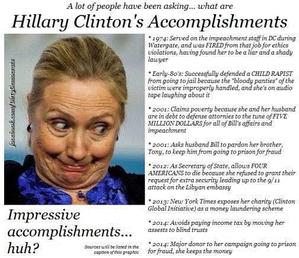 A lot of people have been asking... what are
Hillary Clinton's Accomplishments
* 1974: Served on the impeachment staff in DC during
Watergate, and was FIRED from that job for ethics
violations, having found her to be a liar and a shady
lawyer
* Early-80's: Successfully defended a CHILD RAPIST
from going to jail because the "bloody panties" of the
victim were improperly handled, and she's on audio
tape laughing about it
* 2001: Claims poverty because she and her husband
are in debt to defense attorneys to the tune of FIVE
MILLION DOLLARS for all of Bill's affairs and
impeachment
* 2001: Asks husband Bill to pardon her brother,
Tony, to keep him from going to prison for fraud
* 2012: As Secretary of State, allows FOUR
AMERICANS to die because she refused to grant their
request for extra security leading up to the 9/11
attack on the Libyan embassy
* 2013: New York Times exposes her charity (Clinton
Global Initiative) as a money laundering scheme
* 2014: Avoids paying income tax by moving her
assets to blind trusts
* 2014: Major donor to her campaign going to prison
for fraud, she keeps the money
Impressive
accomplishments...
huh?
Sources will be listed in the
caption of this graphic